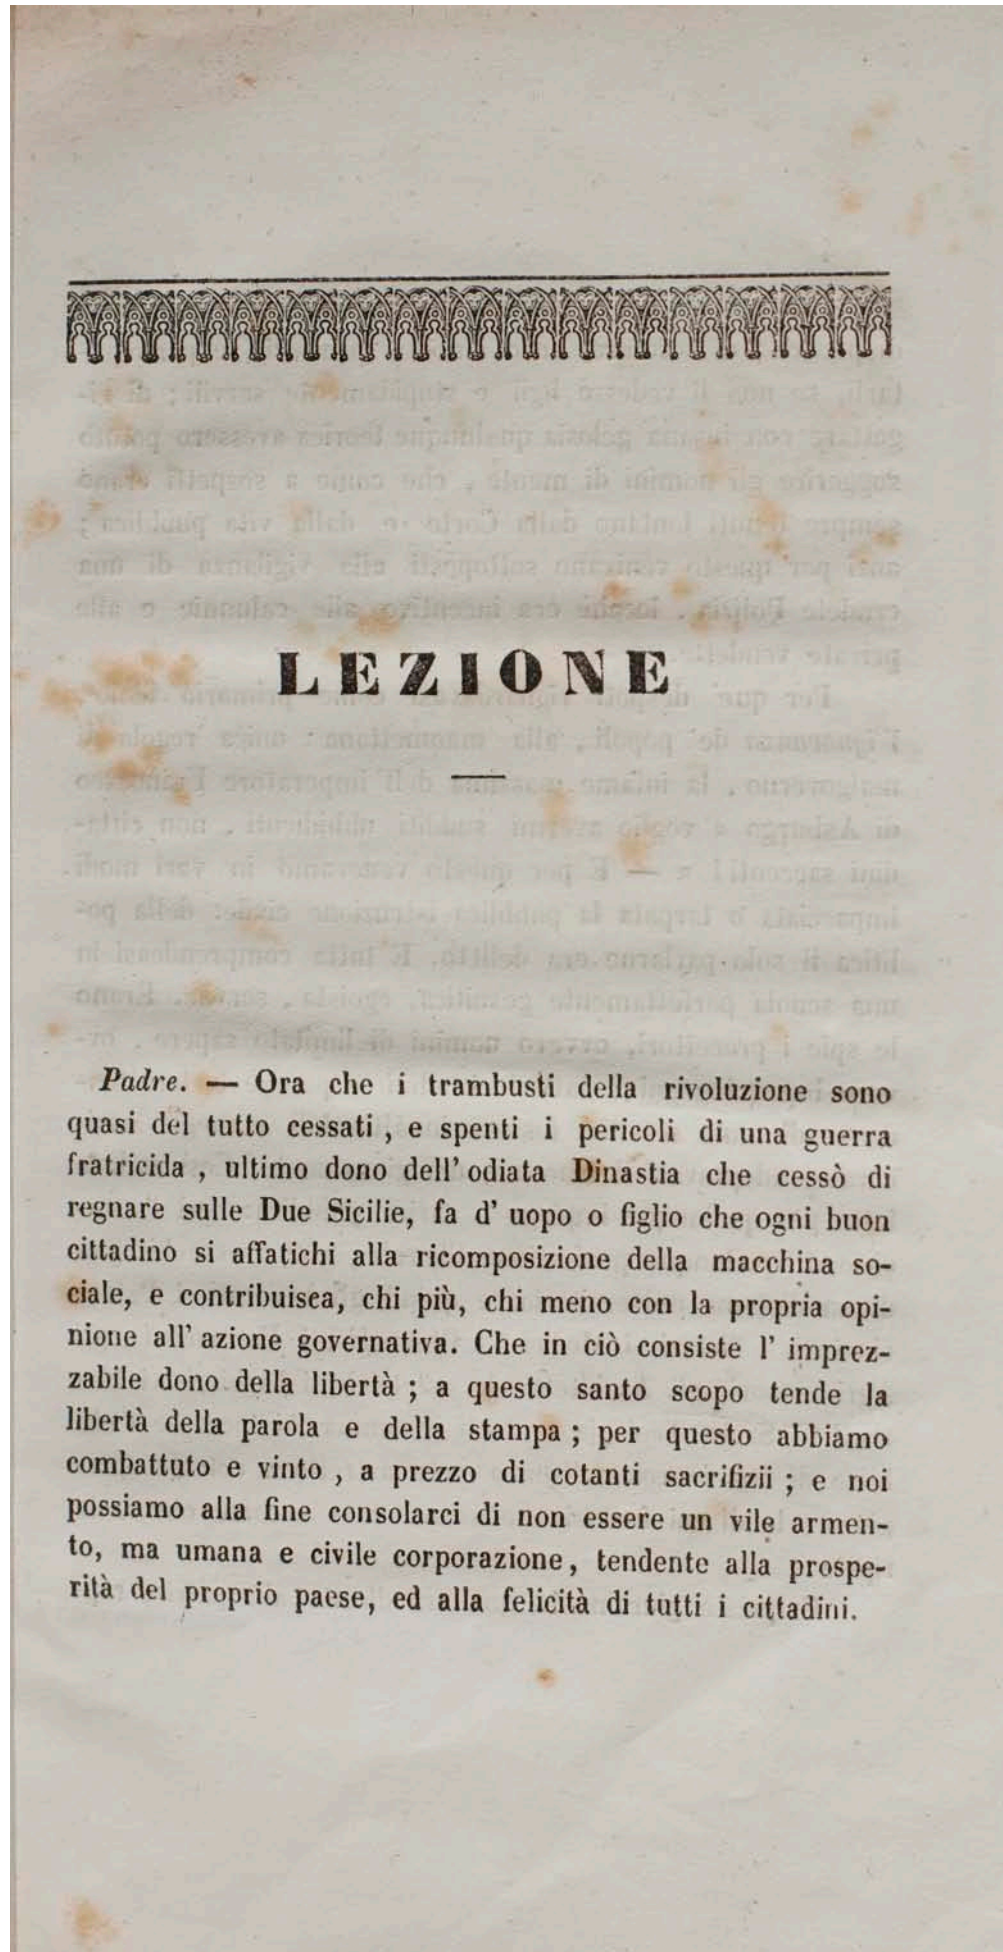 LEZIONE
Padre. — Ora che i trambusti della rivoluzione sono
quasi del tutto cessati , e spenti i pericoli di una guerra
fratricida , ultimo dono dell' odiata Dinastia che cessò di
regnare sulle Due Sicilie, fa d' uopo o figlio che ogni buon
cittadino si affatichi alla ricomposizione della macchina so-
ciale, e contribuisca, chi più, chi meno con la propria opi-
nione all' azione governativa. Che in ciò consiste l' imprez-
zabile dono della libertà ; a questo santo scopo tende la
libertà della parola e della stampa ; per questo abbiamo
combattuto e vinto , a prezzo di cotanti sacrifizii ; e noi
possiamo alla fine consolarci di non essere un vile armen-
to, ma umana e civile corporazione, tendente alla prospe-
rità del proprio paese, ed alla felicità di tutti i cittadini.